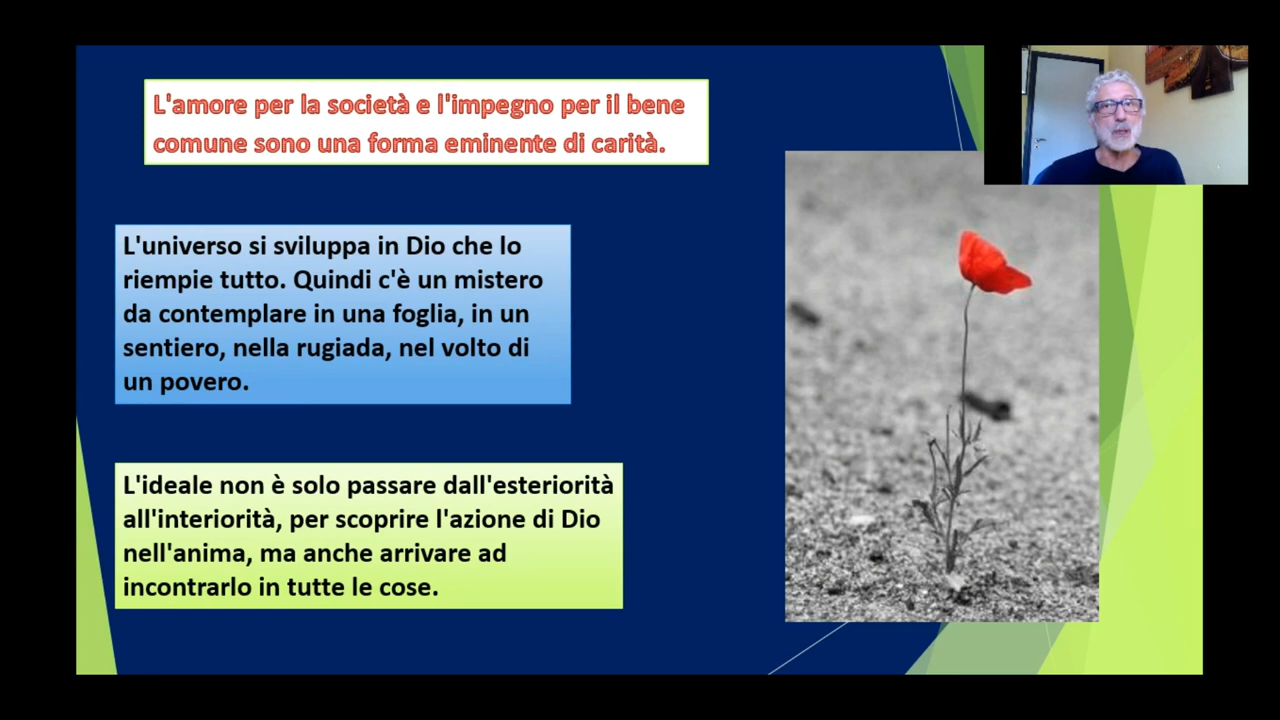 L'amore per la società e l'impegno per il bene
comune sono una forma eminente di carità.
L'universo si sviluppa in Dio che lo
riempie tutto. Quindi c'è un mistero
da contemplare in una foglia, in un
sentiero, nella rugiada, nel volto di
un povero.
L'ideale non è solo passare dall'esteriorità
all'interiorità, per scoprire l'azione di Dio
nell'anima, ma anche arrivare ad
incontrarlo in tutte le cose.